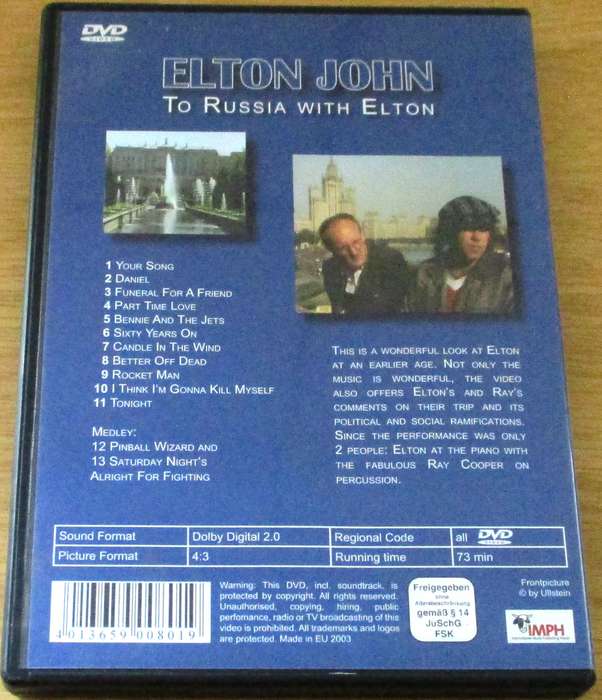 DVD
VIDEO
ELTON JOHN
TO RUSSIA WITH ELTON
1 YOUR SONG
2 DANIEL
3 FUNERAL FOR A FRIEND
4 PART TIME LOVE
5 BENNIE AND THE JETS
6 SIXTY YEARS ON
7 CANDLE IN THE WIND
8 BETTER OFF DEAD
9 ROCKET MAN
10 I THINK I'M GONNA KILL MYSELF
11 TONIGHT
MEDLEY:
12 PINBALL WIZARD AND
13 SATURDAY NIGHT'S
ALRIGHT FOR FIGHTING
THIS IS A WONDERFUL LOOK AT ELTON
AT AN EARLIER AGE. NOT ONLY THE
MUSIC IS WONDERFUL, THE VIDEO
ALSO OFFERS ELTON'S AND RAY'S
COMMENTS ON THEIR TRIP AND ITS
POLITICAL AND SOCIAL RAMIFICATIONS.
SINCE THE PERFORMANCE WAS ONLY
2 PEOPLE: ELTON AT THE PIANO WITH
THE FABULOUS RAY COOPER ON
PERCUSSION.
Sound Format Dolby Digital 2.0 Regional Code all DVD VIDEO
Picture Format 4:3 Running time 73 min
4 013659 008019
Warning: This DVD, incl. soundtrack, is
protected by copyright. All rights reserved.
Unauthorised, copying, hiring, public
perfomance, radio or TV broadcasting of this
video is prohibited. All trademarks and logos
are protected. Made in EU 2003
Freigegeben
ohne
Altersbeschränkung
gemäß § 14
JuSchG
FSK
Frontpicture
© by Ullstein
IMPH